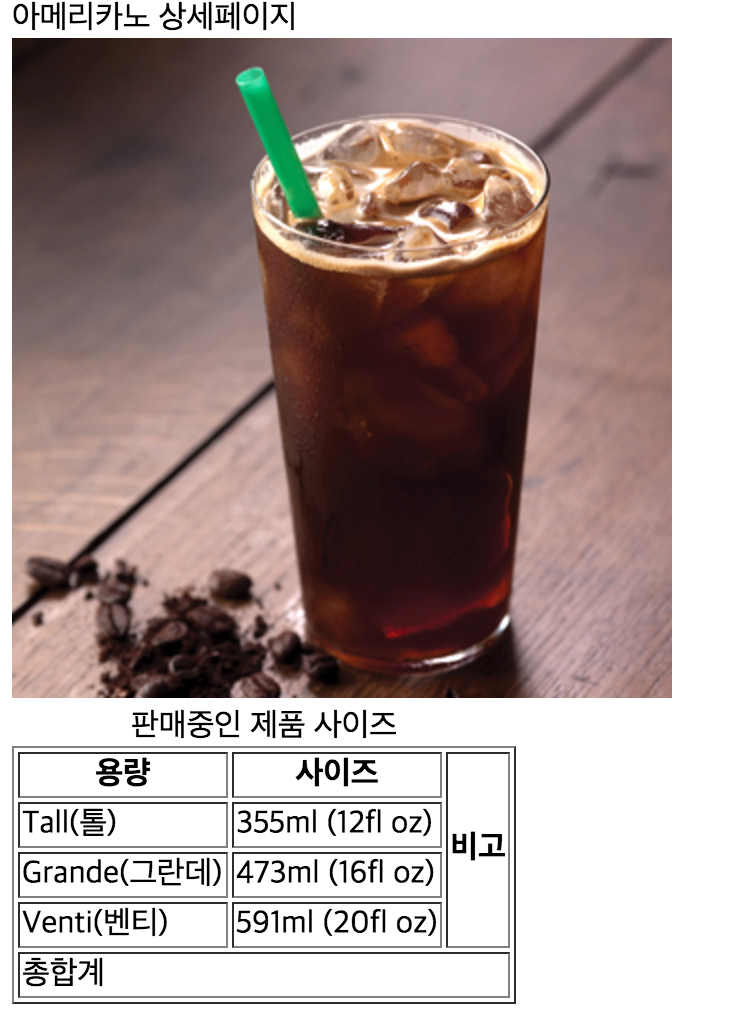 아메리카노 상세페이지
판매중인 제품 사이즈
용량 사이즈 비고
Tall(톨) 355ml (12fl oz)
Grande(그란데) 473ml (16fl oz)
Venti(벤티) 591ml (20fl oz)
총합계